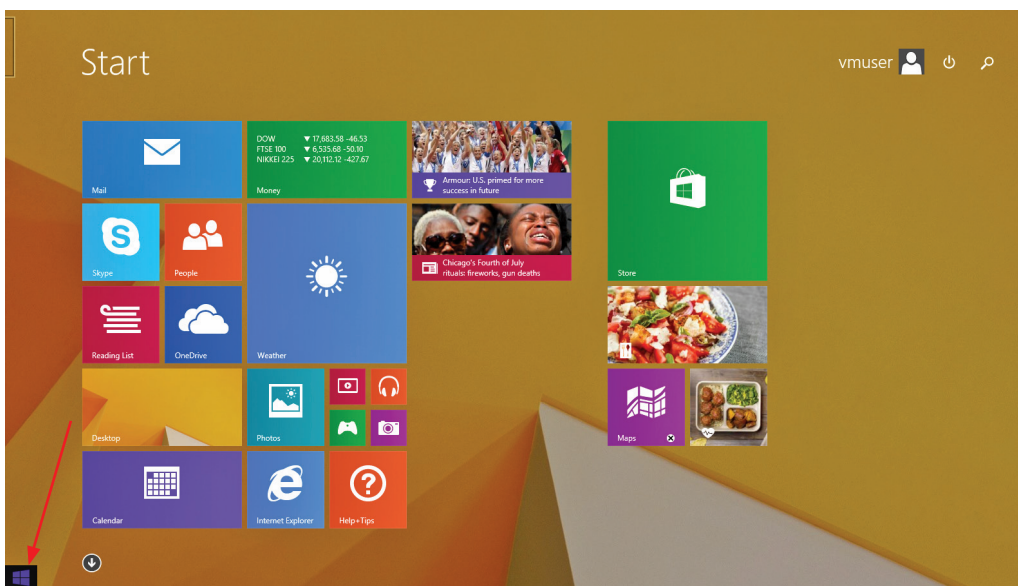 Start
vmuser
Mail
DOW ▼ 17,683.58 -46.53
FTSE 100 ▼ 6,535.68 -50.10
NIKKEI 225 ▼ 20,112.12 -427.67
Money
Armour: U.S. primed for more
success in future
Skype
People
Weather
Chicago's Fourth of July
rituals: fireworks, gun deaths
Store
Reading List
OneDrive
Desktop
Photos
Maps
Calendar
Internet Explorer
Help+Tips